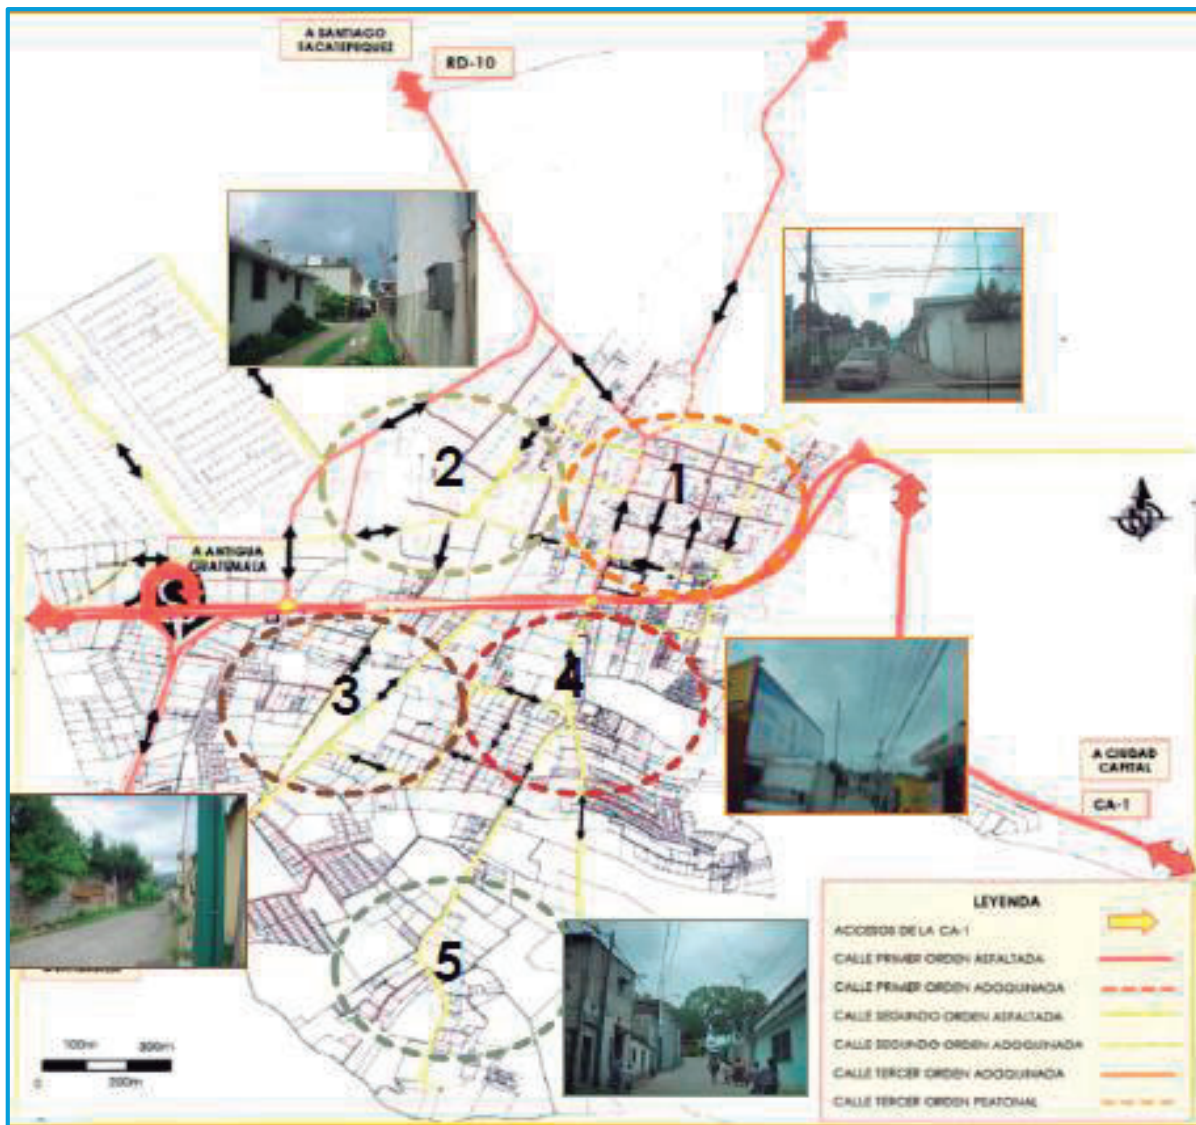 A SANTIAGO
SACATEPEQUEZ
RD-10
1
2
A ANTIGUA
GUATEMALA
3
4
A CIUDAD
CAPITAL
CA-1
5
LEYENDA
ACCESOS DE LA CA-1
CALLE PRIMER ORDEN ASFALTADA
CALLE PRIMER ORDEN ADOQUINADA
CALLE SEGUNDO ORDEN ASFALTADA
CALLE SEGUNDO ORDEN ADOQUINADA
CALLE TERCER ORDEN ADOQUINADA
CALLE TERCER ORDEN PEATONAL
100m 300m
0 200m